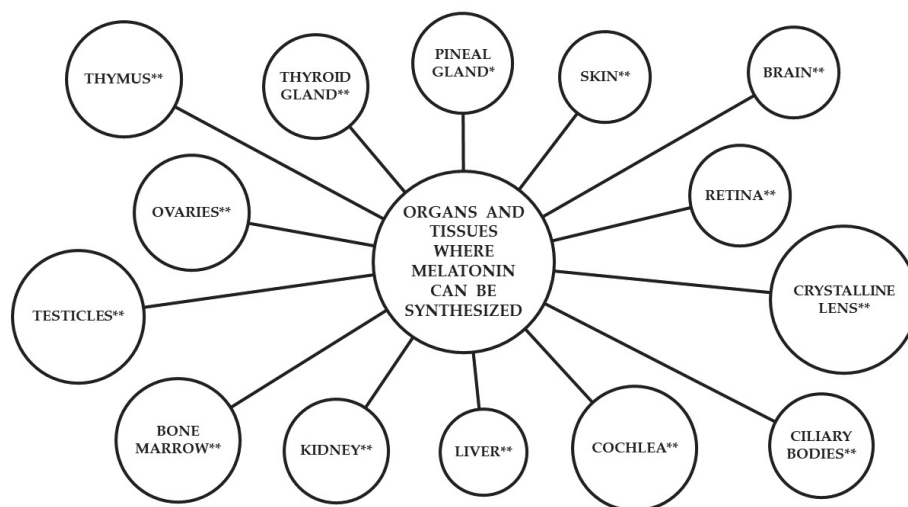 THYMUS**
THYROID
GLAND**
PINEAL
GLAND*
SKIN**
BRAIN**
OVARIES**
ORGANS AND
TISSUES
WHERE
MELATONIN
CAN BE
SYNTHESIZED
RETINA**
TESTICLES**
CRYSTALLINE
LENS**
BONE
MARROW**
KIDNEY**
LIVER**
COCHLEA**
CILIARY
BODIES**